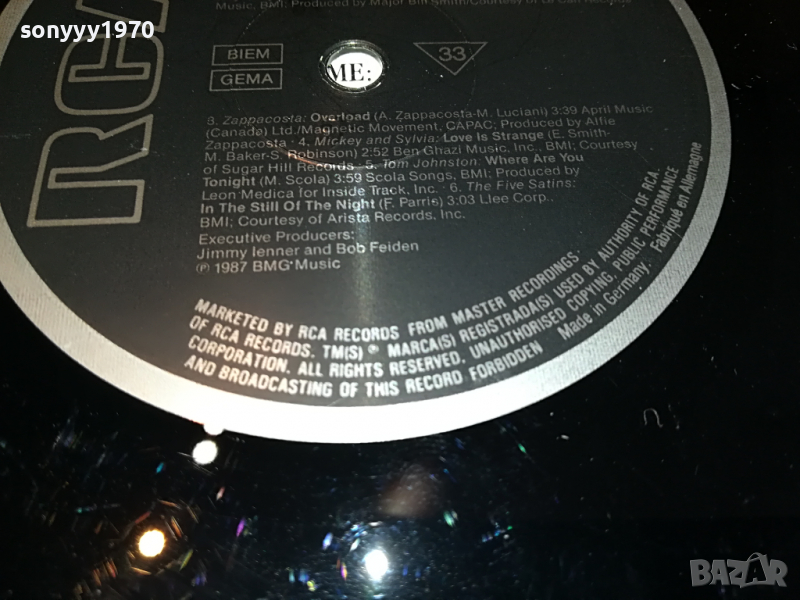 sonyyy1970
Music, BMI; Produced by Major Bill Smith/Courtesy of Le Cam Records
RCA
BIEM
GEMA
ME:
33
3. Zappacosta: Overload (A. Zappacosta-M. Luciani) 3:39 April Music
(Canada) Ltd./Magnetic Movement, CAPAC; Produced by Alfie
Zappacosta · 4. Mickey and Sylvia: Love Is Strange (E. Smith-
M. Baker-S. Robinson) 2:52 Ben Ghazi Music, Inc., BMI; Courtesy
of Sugar Hill Records · 5. Tom Johnston: Where Are You
Tonight (M. Scola) 3:59 Scola Songs, BMI; Produced by
Leon Medica for Inside Track, Inc. · 6. The Five Satins:
In The Still Of The Night (F. Parris) 3:03 Llee Corp.,
BMI; Courtesy of Arista Records, Inc.
Executive Producers:
Jimmy Ienner and Bob Feiden
℗ 1987 BMG Music
MARKETED BY RCA RECORDS FROM MASTER RECORDINGS
OF RCA RECORDS. TM(S) ® MARCA(S) REGISTRADA(S) USED BY AUTHORITY OF RCA
CORPORATION. ALL RIGHTS RESERVED. UNAUTHORISED COPYING, PUBLIC PERFORMANCE
AND BROADCASTING OF THIS RECORD FORBIDDEN
Made in Germany.
Fabriqué en Allemagne
BAZAR